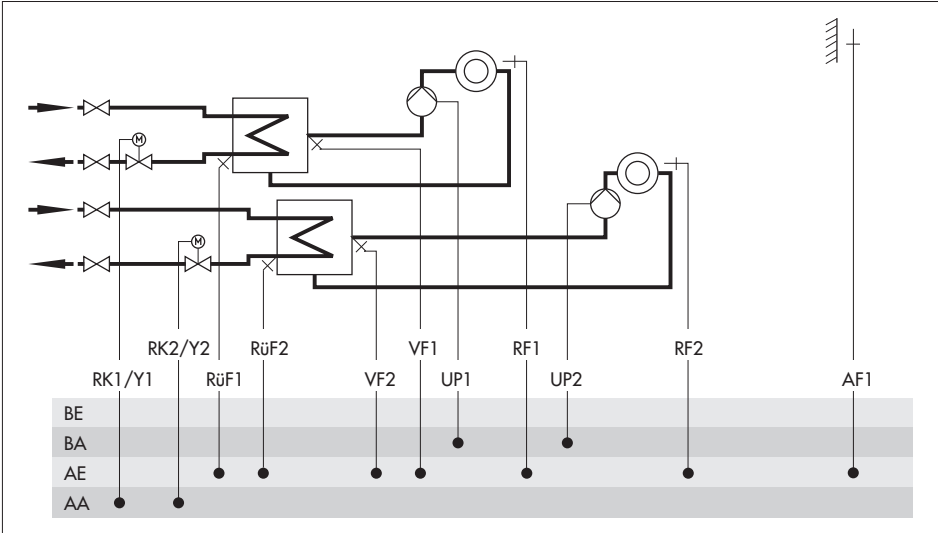 M
M
RK2/Y2 RüF2 VF1 RF1 RF2
RK1/Y1 RüF1 VF2 UP1 UP2 AF1
BE
BA
AE
AA